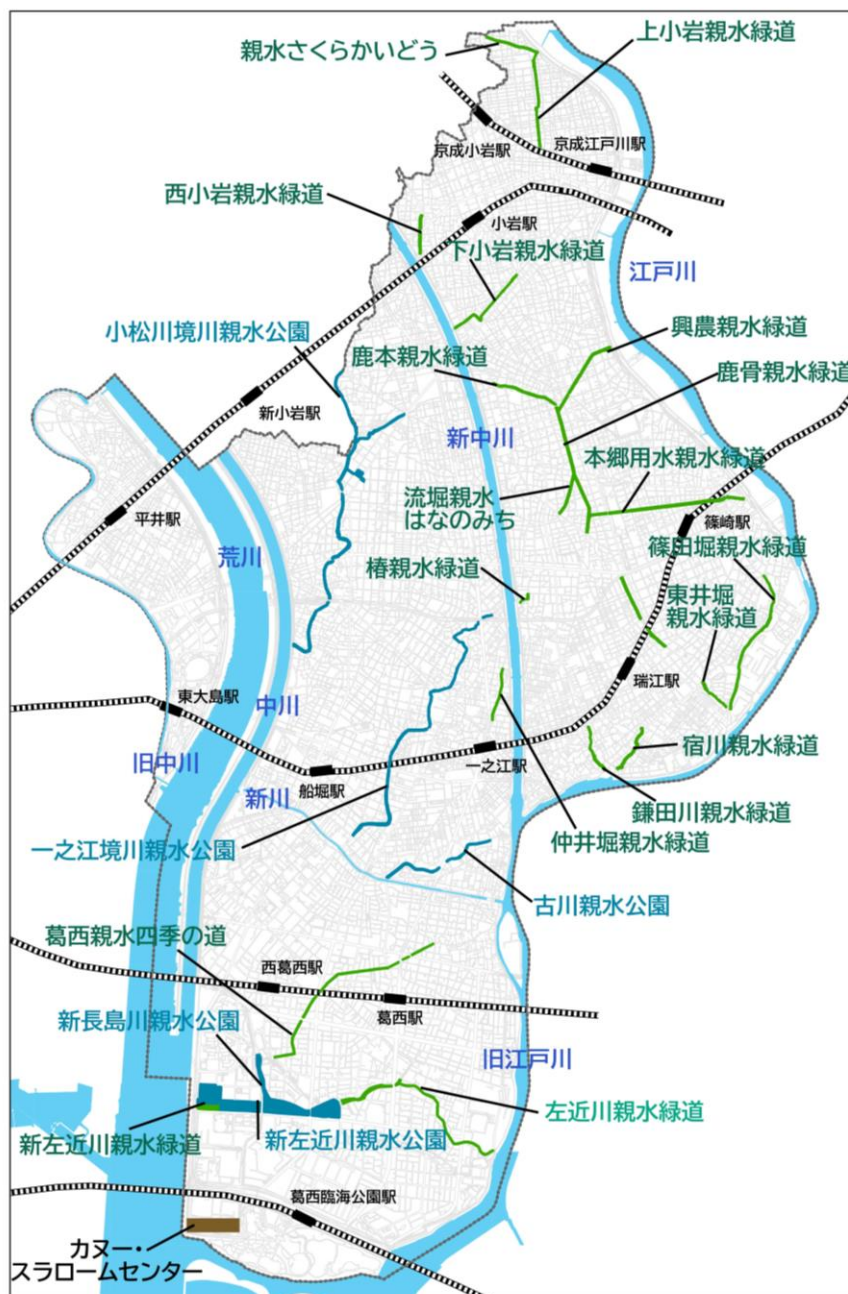 親水さくらかいどう
上小岩親水緑道
京成小岩駅
京成江戸川駅
西小岩親水緑道
小岩駅
下小岩親水緑道
江戸川
小松川境川親水公園
興農親水緑道
鹿本親水緑道
鹿骨親水緑道
新小岩駅
新中川
本郷用水親水緑道
流堀親水
はなのみち
平井駅
篠崎駅
荒川
篠田堀親水緑道
椿親水緑道
東井堀
親水緑道
瑞江駅
東大島駅
中川
宿川親水緑道
旧中川
船堀駅
一之江駅
新川
鎌田川親水緑道
仲井堀親水緑道
一之江境川親水公園
古川親水公園
葛西親水四季の道
西葛西駅
葛西駅
新長島川親水公園
旧江戸川
左近川親水緑道
新左近川親水緑道
新左近川親水公園
葛西臨海公園駅
カヌー・
スラロームセンター